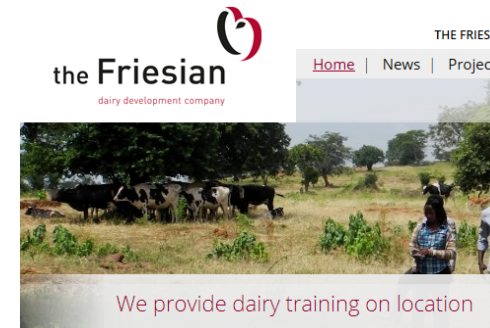 THE FRIES
the Friesian
dairy development company
Home | News | Projec
We provide dairy training on location